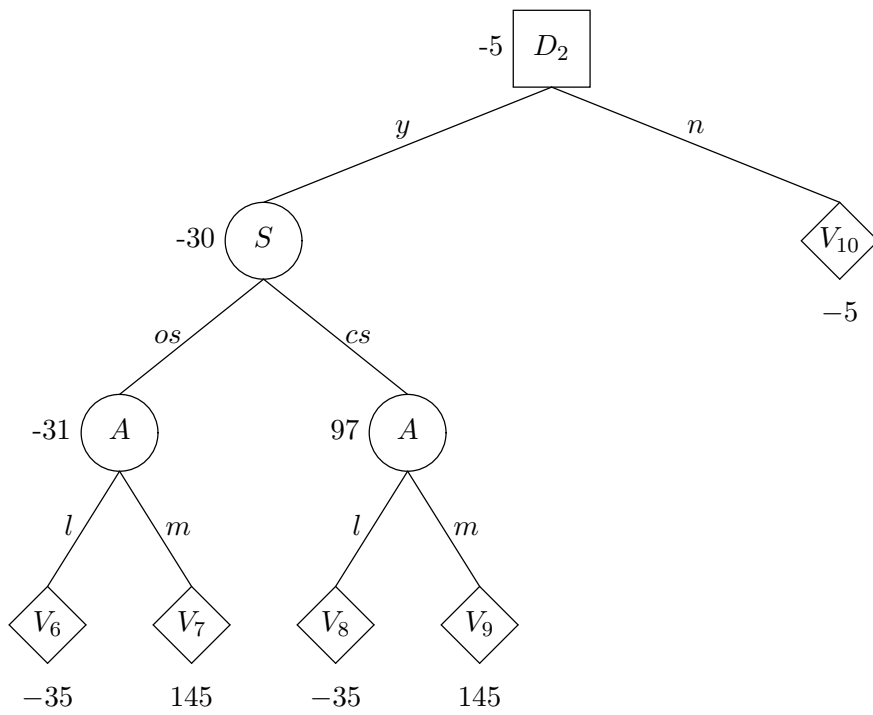 -5 D₂
y n
-30 S V₁₀
−5
os cs
-31 A 97 A
l m l m
V₆ V₇ V₈ V₉
−35 145 −35 145